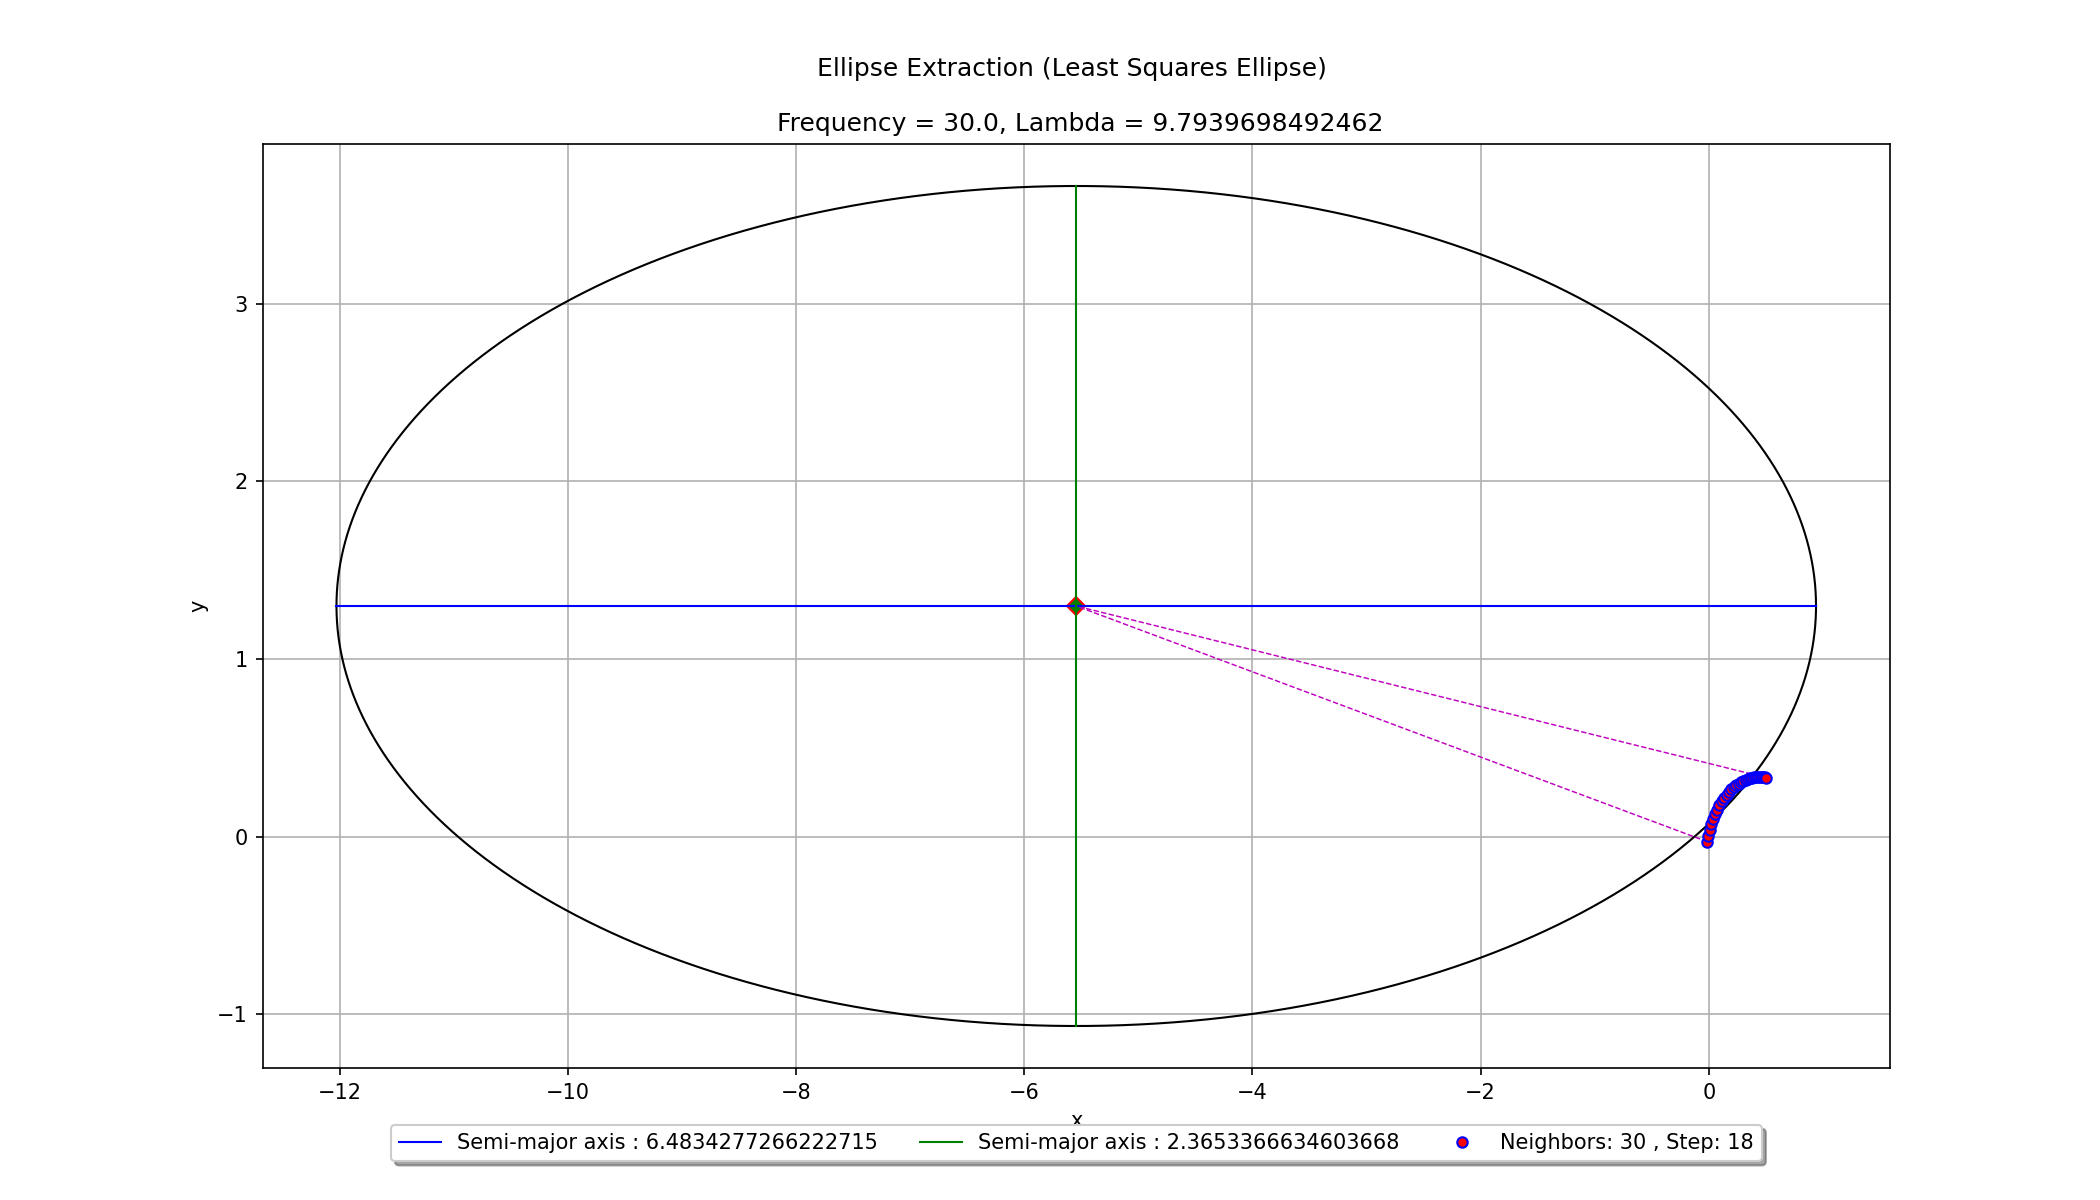 Ellipse Extraction (Least Squares Ellipse)
Frequency = 30.0, Lambda = 9.7939698492462
3
2
1
0
−1
y
−12 −10 −8 −6 −4 −2 0
x
Semi-major axis : 6.4834277266222715 Semi-major axis : 2.3653366634603668 Neighbors: 30 , Step: 18